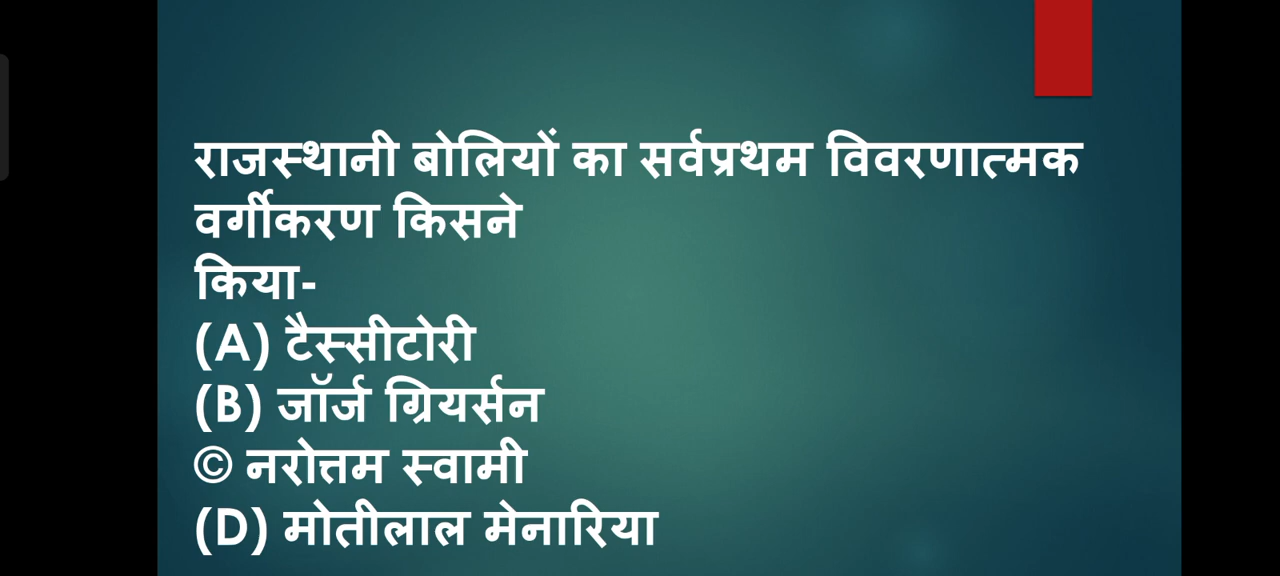 राजस्थानी बोलियों का सर्वप्रथम विवरणात्मक
वर्गीकरण किसने
किया-
(A) टैस्सीटोरी
(B) जॉर्ज ग्रियर्सन
© नरोत्तम स्वामी
(D) मोतीलाल मेनारिया